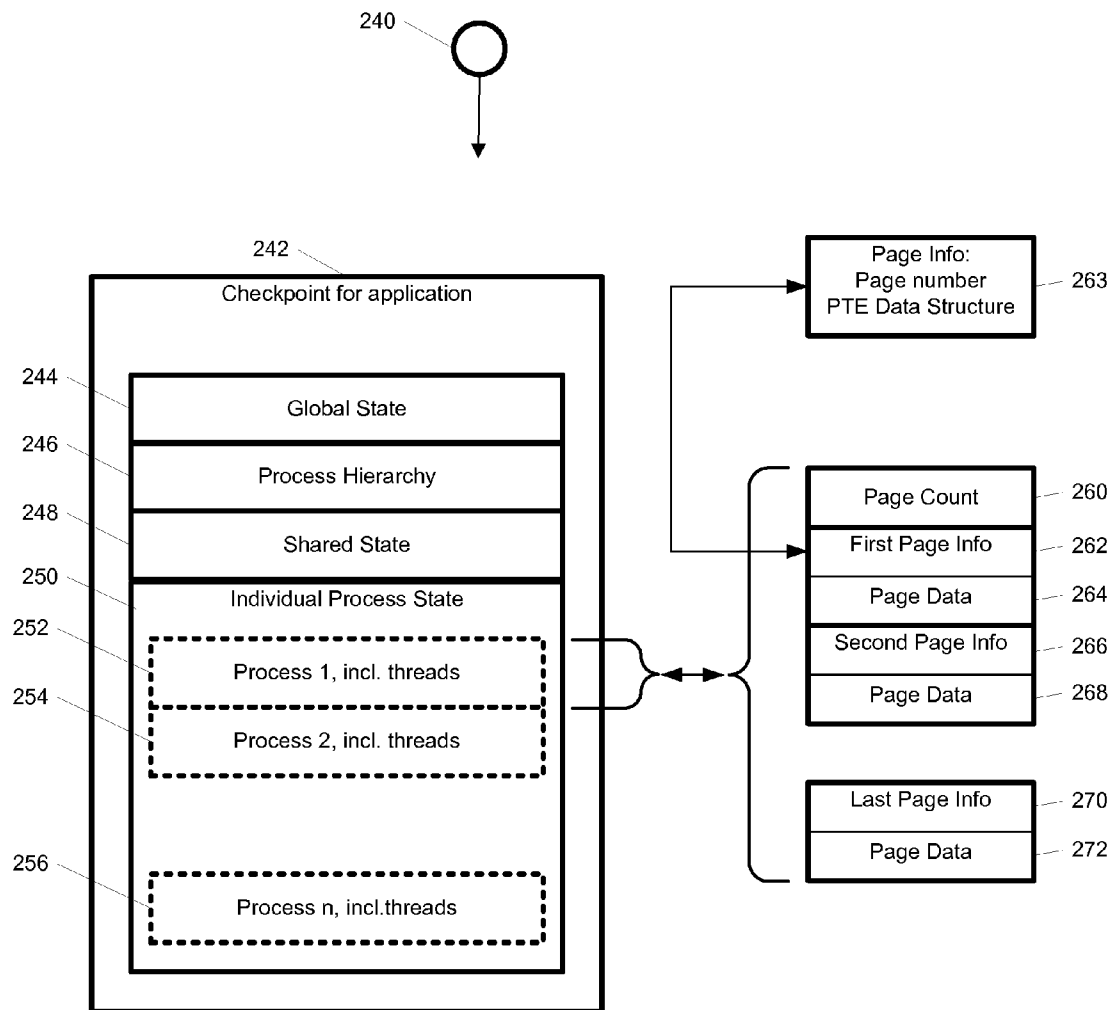 240
242
Checkpoint for application
244
Global State
246
Process Hierarchy
248
Shared State
250
Individual Process State
252
Process 1, incl. threads
254
Process 2, incl. threads
256
Process n, incl.threads
Page Info:
Page number
PTE Data Structure
263
Page Count
260
First Page Info
262
Page Data
264
Second Page Info
266
Page Data
268
Last Page Info
270
Page Data
272